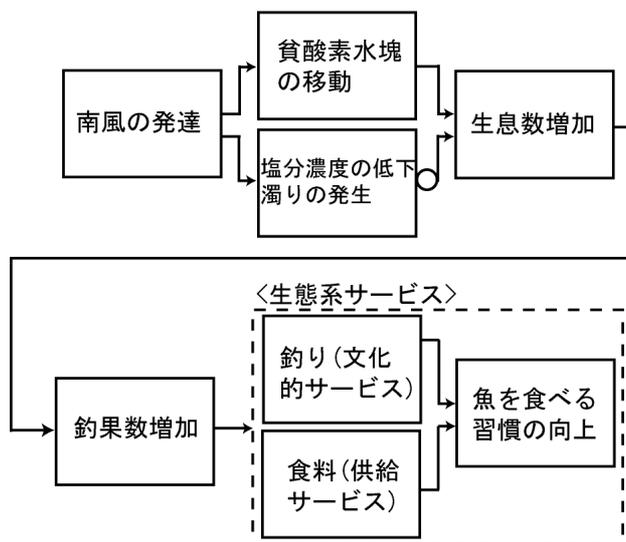 南風の発達
貧酸素水塊
の移動
塩分濃度の低下
濁りの発生
生息数増加
釣果数増加
〈生態系サービス〉
釣り(文化
的サービス)
食料(供給
サービス)
魚を食べる
習慣の向上